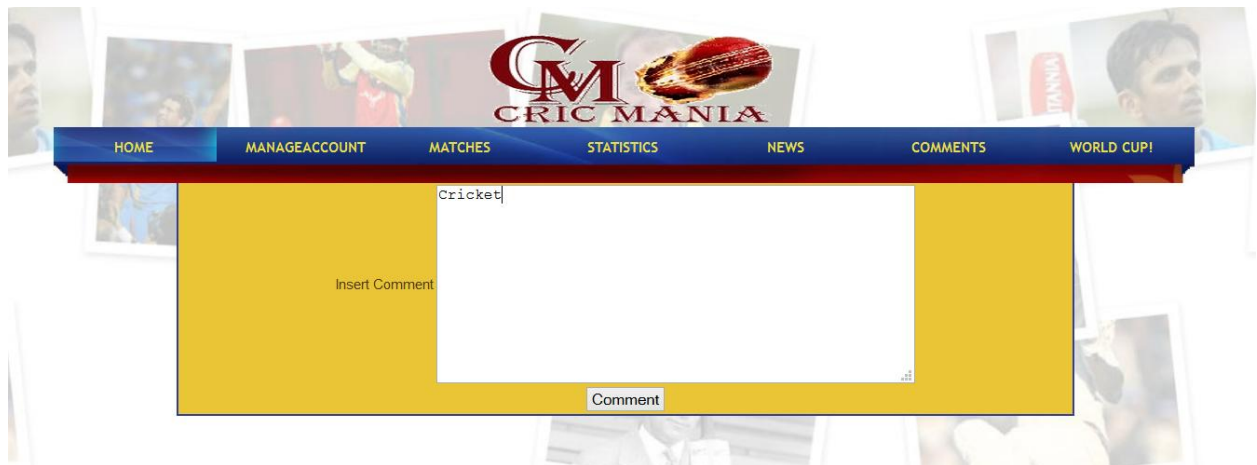 CM
CRIC MANIA
HOME MANAGEACCOUNT MATCHES STATISTICS NEWS COMMENTS WORLD CUP!
Cricket
Insert Comment
Comment